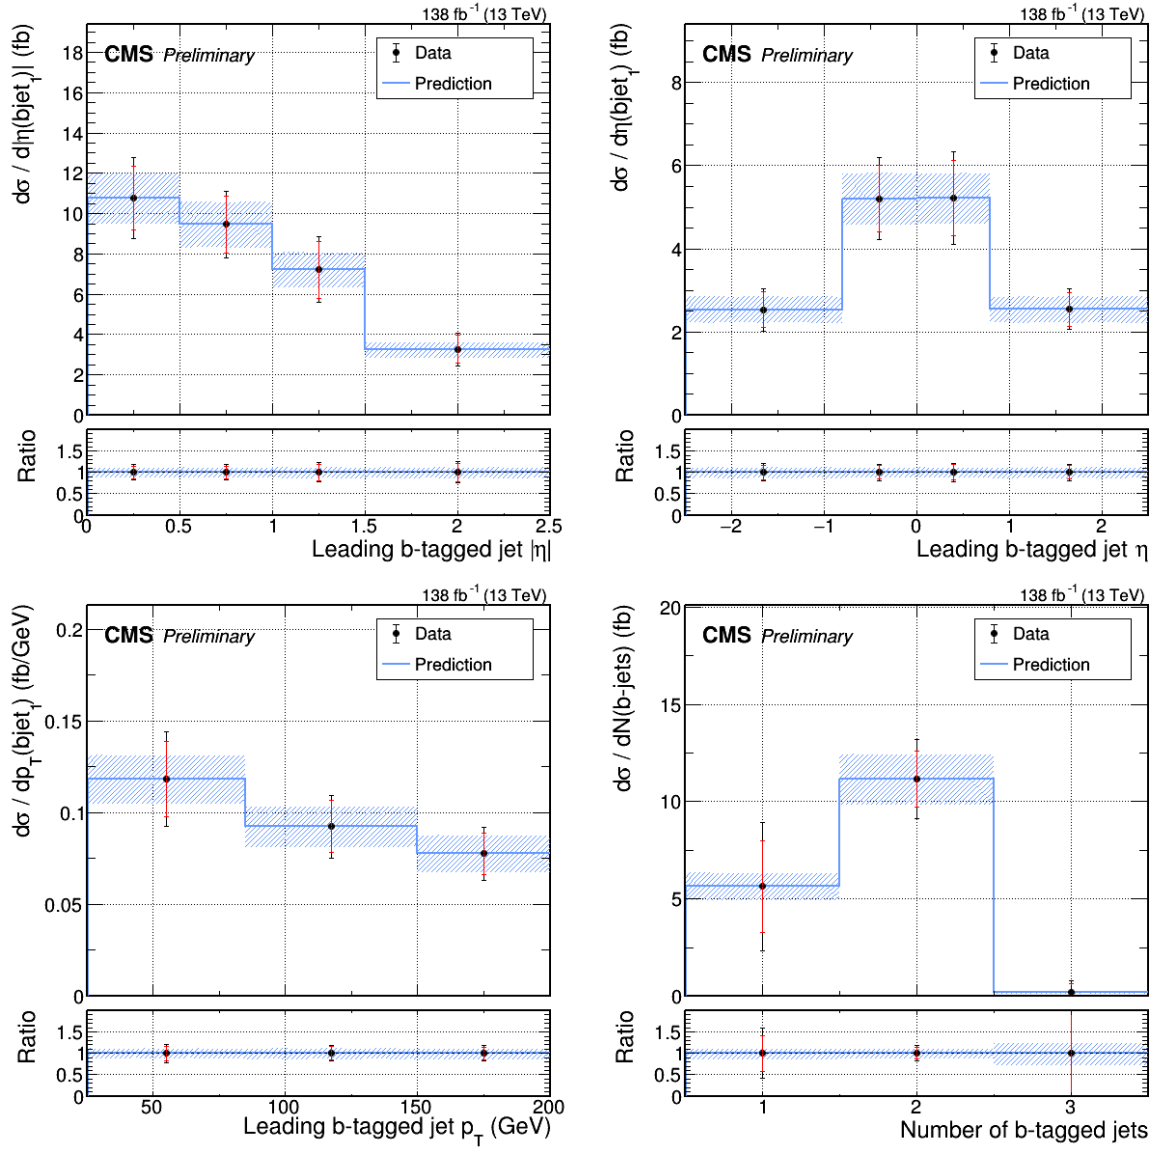 138 fb⁻¹ (13 TeV)
CMS Preliminary
Data
Prediction
dσ / d|η(bjet₁)| (fb)
18
16
14
12
10
8
6
4
2
0
Ratio
1.5
1
0.5
0
0 0.5 1 1.5 2 2.5
Leading b-tagged jet |η|
138 fb⁻¹ (13 TeV)
CMS Preliminary
Data
Prediction
dσ / dη(bjet₁) (fb)
8
6
4
2
0
Ratio
1.5
1
0.5
0
−2 −1 0 1 2
Leading b-tagged jet η
138 fb⁻¹ (13 TeV)
CMS Preliminary
Data
Prediction
dσ / dp_T(bjet₁) (fb/GeV)
0.2
0.15
0.1
0.05
0
Ratio
1.5
1
0.5
0
50 100 150 200
Leading b-tagged jet p_T (GeV)
138 fb⁻¹ (13 TeV)
CMS Preliminary
Data
Prediction
dσ / dN(b-jets) (fb)
20
15
10
5
0
Ratio
1.5
1
0.5
0
1 2 3
Number of b-tagged jets